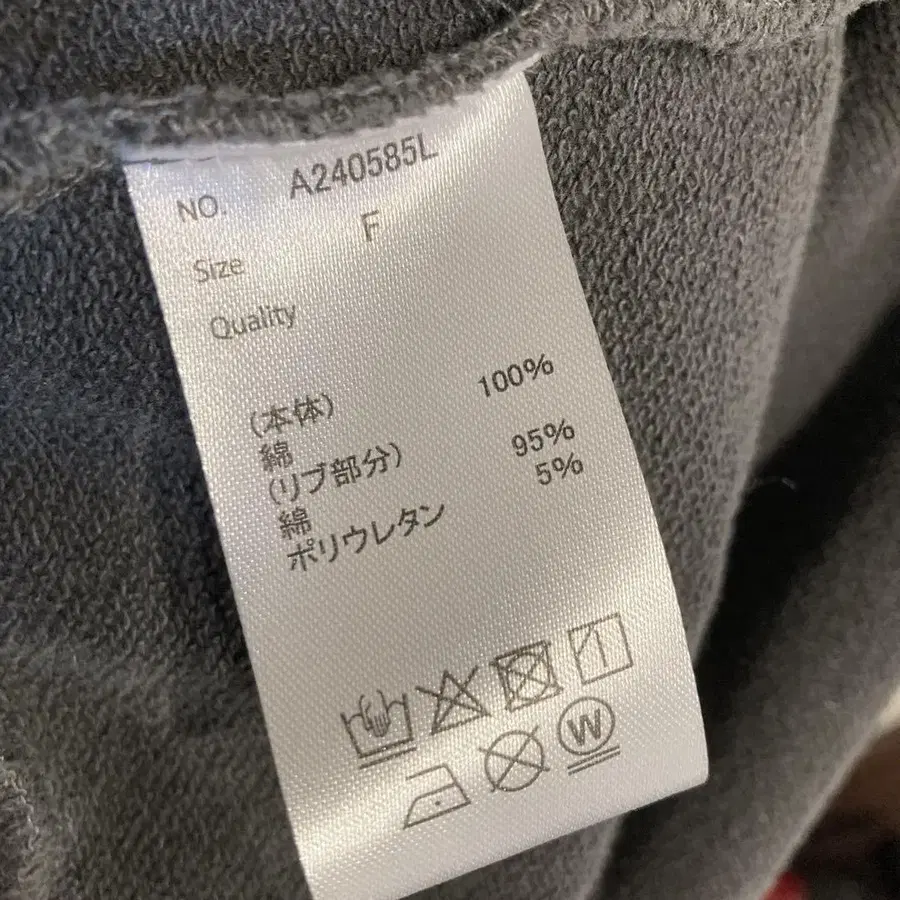 NO. A240585L
Size F
Quality
(本体)
綿 100%
(リブ部分)
綿 95%
ポリウレタン 5%
W